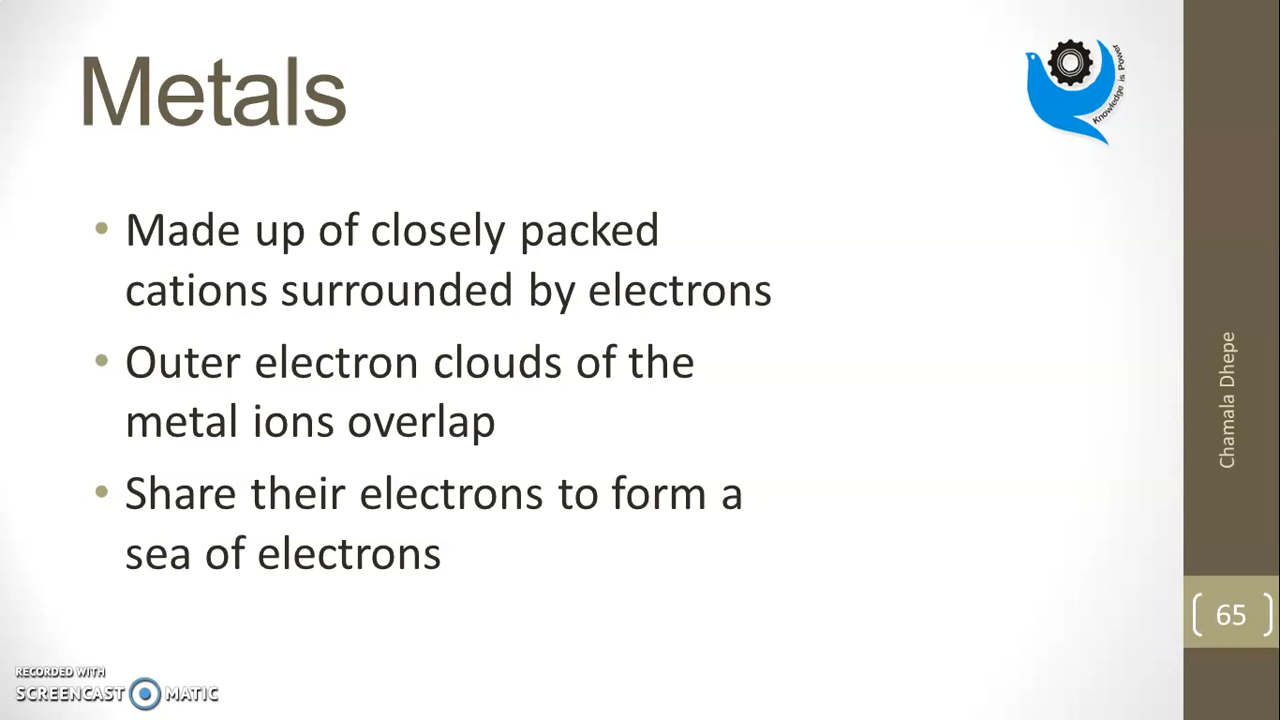 Metals
Knowledge is Power
• Made up of closely packed
cations surrounded by electrons
• Outer electron clouds of the
metal ions overlap
• Share their electrons to form a
sea of electrons
Chamala Dhepe
65
RECORDED WITH
SCREENCAST MATIC